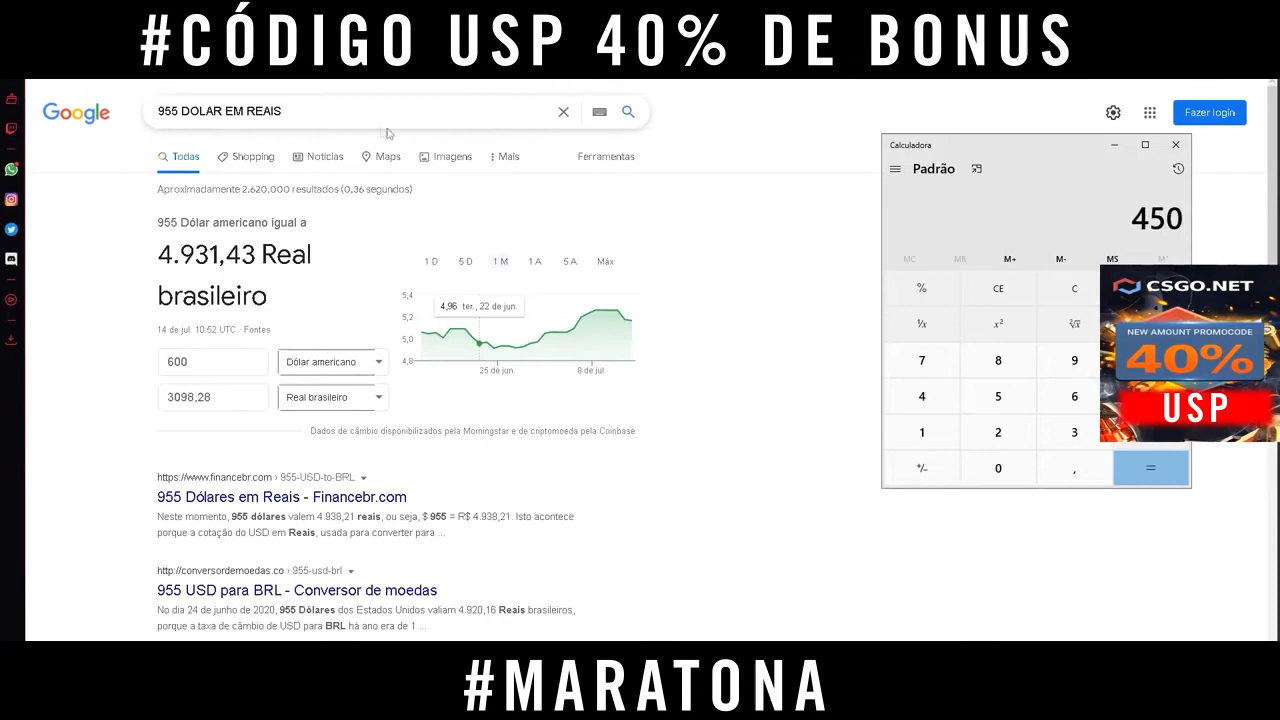 #CÓDIGO USP 40% DE BONUS
Google
955 DOLAR EM REAIS
Fazer login
Todas
Shopping
Notícias
Maps
Imagens
Mais
Ferramentas
Aproximadamente 2.620.000 resultados (0,36 segundos)
955 Dólar americano igual a
4.931,43 Real
brasileiro
14 de jul. 10:52 UTC · Fontes
600
Dólar americano
3098,28
Real brasileiro
1 D
5 D
1 M
1 A
5 A
Máx
5,4
5,2
5,0
4,8
4,96 ter., 22 de jun.
25 de jun.
8 de jul.
Dados de câmbio disponibilizados pela Morningstar e de criptomoeda pela Coinbase
https://www.financebr.com › 955-USD-to-BRL
955 Dólares em Reais - Financebr.com
Neste momento, 955 dólares valem 4.938,21 reais, ou seja, $ 955 = R$ 4.938,21. Isto acontece
porque a cotação do USD em Reais, usada para converter para ...
http://conversordemoedas.co › 955-usd-brl
955 USD para BRL - Conversor de moedas
No dia 24 de junho de 2020, 955 Dólares dos Estados Unidos valiam 4.920,16 Reais brasileiros,
porque a taxa de câmbio de USD para BRL há ano era de 1 ...
Calculadora
Padrão
450
MC MR M+ M- MS
% CE C
¹/x x² ²√x
7 8 9
4 5 6
1 2 3
+/- 0 , =
CSGO.NET
NEW AMOUNT PROMOCODE
40%
USP
#MARATONA